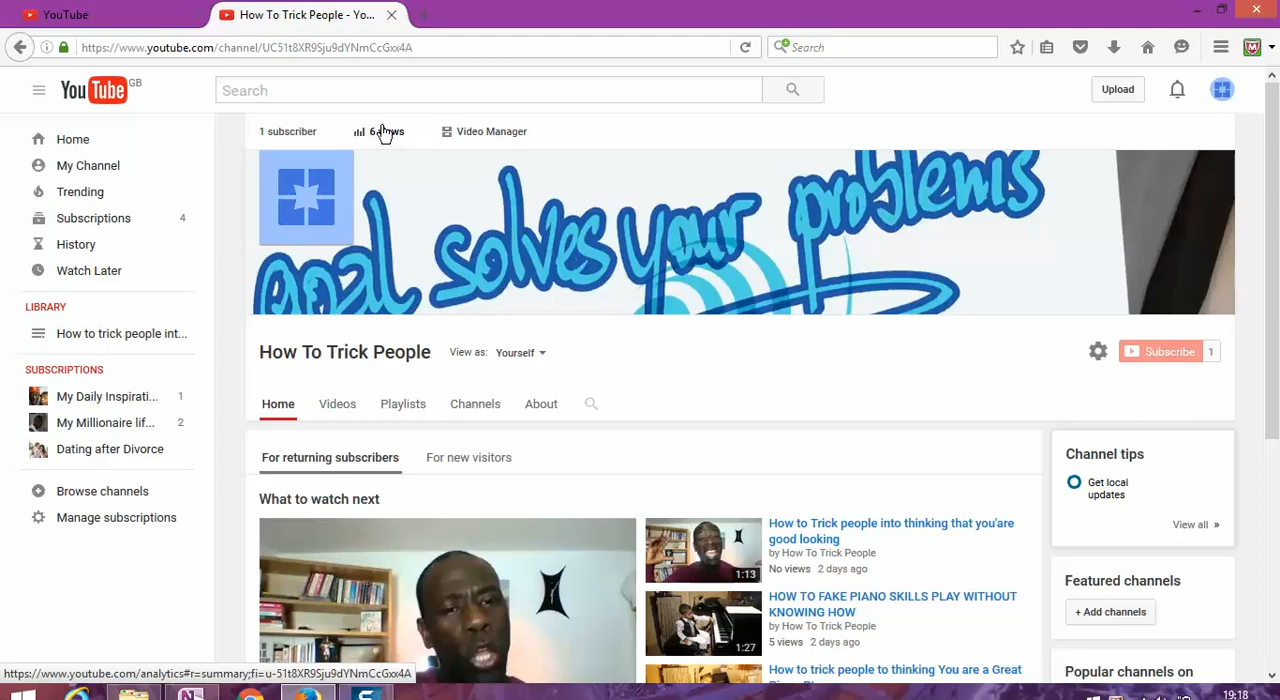 YouTube
How To Trick People - Yo...
https://www.youtube.com/channel/UC51t8XR9Sju9dYNmCcGxx4A
Search
YouTube GB
Search
Upload
1 subscriber
Video Manager
Home
My Channel
Trending
Subscriptions 4
History
Watch Later
LIBRARY
How to trick people int...
SUBSCRIPTIONS
My Daily Inspirati... 1
My Millionaire lif... 2
Dating after Divorce
Browse channels
Manage subscriptions
Goal solves your problems
How To Trick People
View as: Yourself
Subscribe 1
Home Videos Playlists Channels About
For returning subscribers For new visitors
What to watch next
How to Trick people into thinking that you'are
good looking
by How To Trick People
No views 2 days ago
1:13
HOW TO FAKE PIANO SKILLS PLAY WITHOUT
KNOWING HOW
by How To Trick People
5 views 2 days ago
1:27
How to trick people to thinking You are a Great
Channel tips
Get local
updates
View all »
Featured channels
+ Add channels
Popular channels on
https://www.youtube.com/analytics#r=summary;fi=u-51t8XR9Sju9dYNmCcGxx4A
19:18